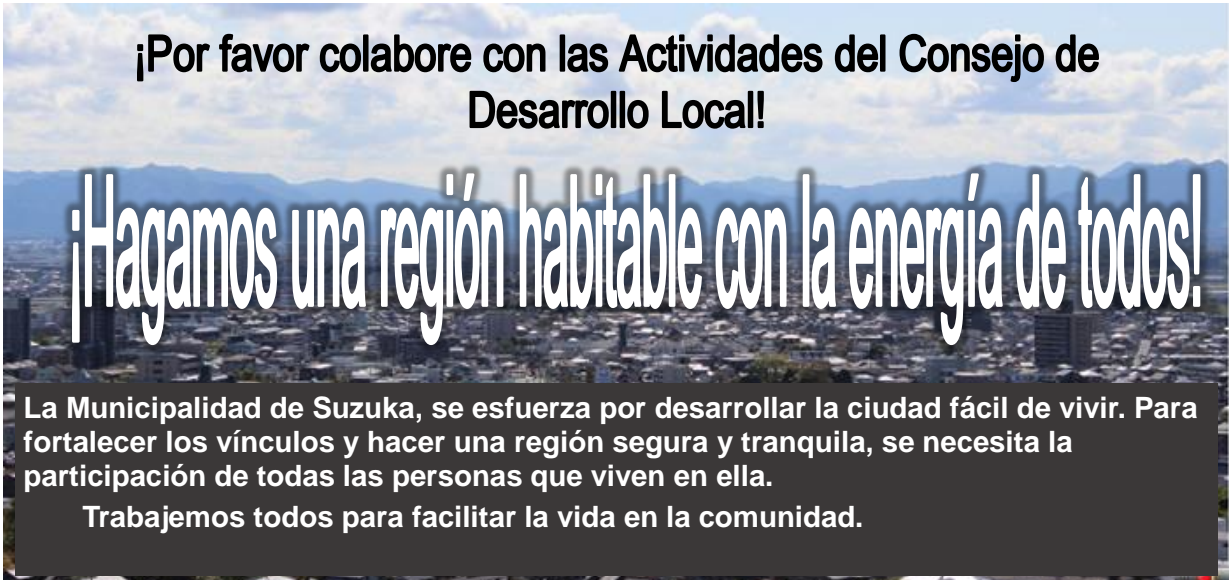 ¡Por favor colabore con las Actividades del Consejo de
Desarrollo Local!
¡Hagamos una región habitable con la energía de todos!
La Municipalidad de Suzuka, se esfuerza por desarrollar la ciudad fácil de vivir. Para
fortalecer los vínculos y hacer una región segura y tranquila, se necesita la
participación de todas las personas que viven en ella.
Trabajemos todos para facilitar la vida en la comunidad.